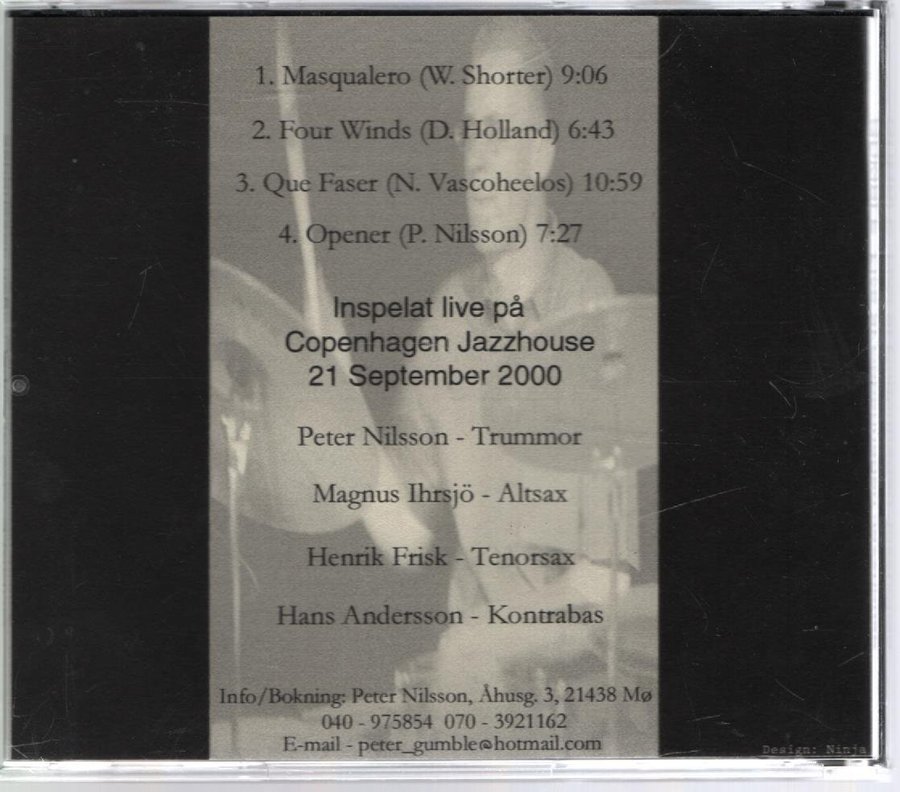 1. Masqualero (W. Shorter) 9:06
2. Four Winds (D. Holland) 6:43
3. Que Faser (N. Vascoheelos) 10:59
4. Opener (P. Nilsson) 7:27
Inspelat live på
Copenhagen Jazzhouse
21 September 2000
Peter Nilsson - Trummor
Magnus Ihrsjö - Altsax
Henrik Frisk - Tenorsax
Hans Andersson - Kontrabas
Info/Bokning: Peter Nilsson, Åhusg. 3, 21438 Mø
040 - 975854 070 - 3921162
E-mail - peter_gumble@hotmail.com
Design: Ninja